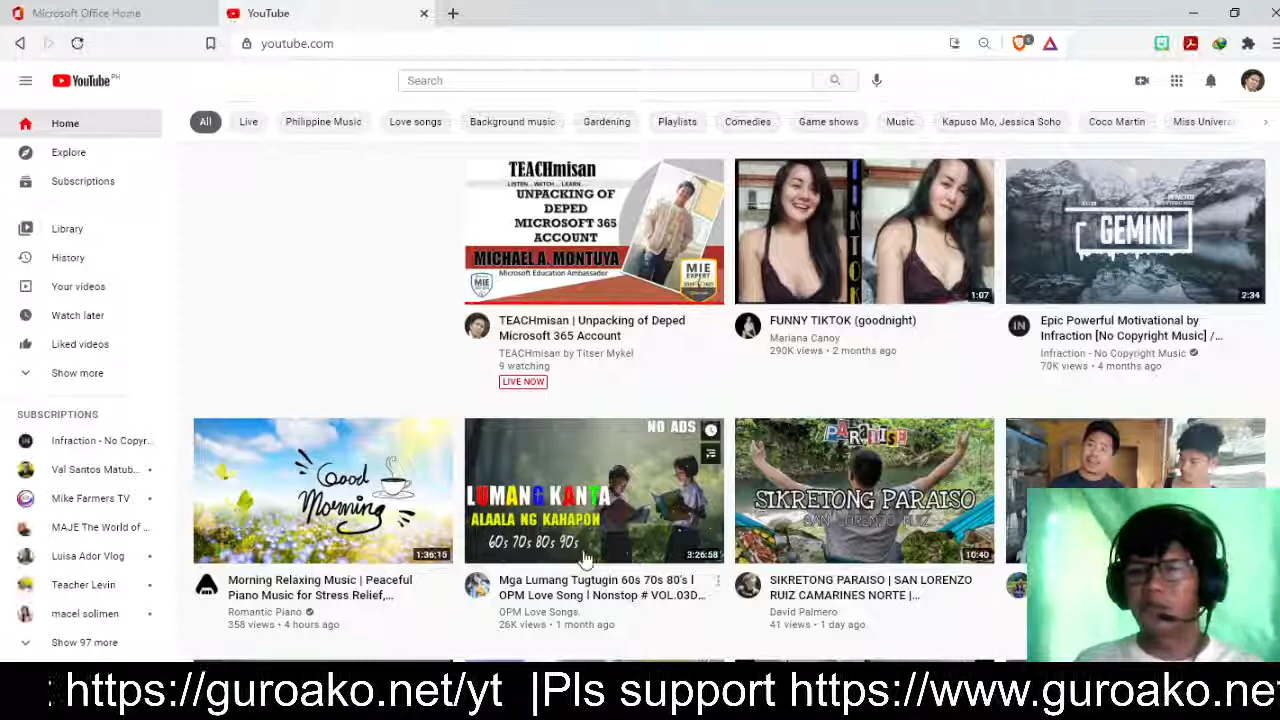 Microsoft Office Home
YouTube
youtube.com
YouTube PH
Search
Home
Explore
Subscriptions
Library
History
Your videos
Watch later
Liked videos
Show more
SUBSCRIPTIONS
Infraction - No Copyr...
Val Santos Matub...
Mike Farmers TV
MAJE The World of ...
Luisa Ador Vlog
Teacher Levin
macel solimen
Show 97 more
All
Live
Philippine Music
Love songs
Background music
Gardening
Playlists
Comedies
Game shows
Music
Kapuso Mo, Jessica Soho
Coco Martin
Miss Univers
TEACHmisan
LISTEN...WATCH...LEARN
UNPACKING OF
DEPED
MICROSOFT 365
ACCOUNT
MICHAEL A. MONTUYA
Microsoft Education Ambassador
MIE
MIE
EXPERT
TEACHmisan | Unpacking of Deped
Microsoft 365 Account
TEACHmisan by Titser Mykel
9 watching
LIVE NOW
TIKTOK
1:07
FUNNY TIKTOK (goodnight)
Mariana Canoy
290K views • 2 months ago
GEMINI
2:34
IN
Epic Powerful Motivational by
Infraction [No Copyright Music] /...
Infraction - No Copyright Music
70K views • 4 months ago
Good
Morning
1:36:15
Morning Relaxing Music | Peaceful
Piano Music for Stress Relief,...
Romantic Piano
358 views • 4 hours ago
NO ADS
LUMANG KANTA
ALAALA NG KAHAPON
60s 70s 80s 90s
3:26:58
Mga Lumang Tugtugin 60s 70s 80's l
OPM Love Song l Nonstop # VOL.03D...
OPM Love Songs.
26K views • 1 month ago
PARADISE
SIKRETONG PARAISO
SAN LORENZO RUIZ
10:40
SIKRETONG PARAISO | SAN LORENZO
RUIZ CAMARINES NORTE |...
David Palmero
41 views • 1 day ago
: https://guroako.net/yt |Pls support https://www.guroako.ne